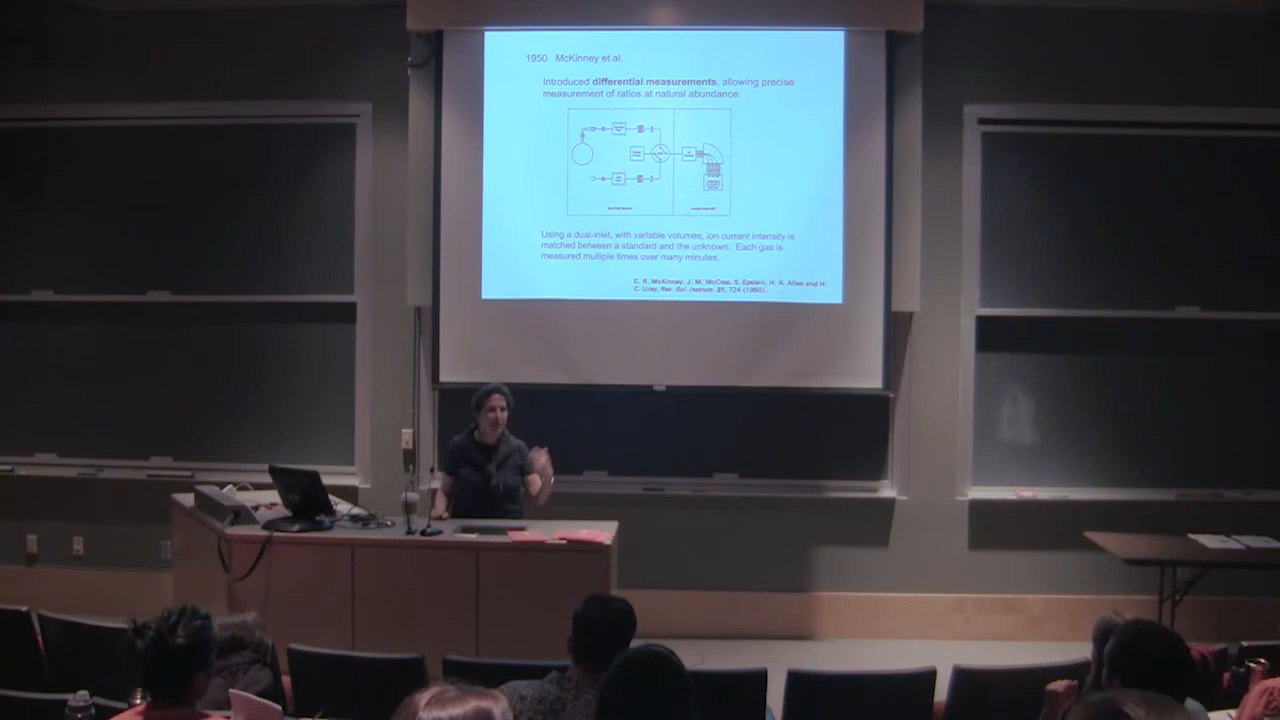 1950 McKinney et al.
Introduced differential measurements, allowing precise
measurement of ratios at natural abundance.
Using a dual-inlet, with variable volumes, ion current intensity is
matched between a standard and the unknown. Each gas is
measured multiple times over many minutes.
C. R. McKinney, J. M. McCrea, S. Epstein, H. A. Allen and H.
C. Urey, Rev. Sci. Instrum. 21, 724 (1950).